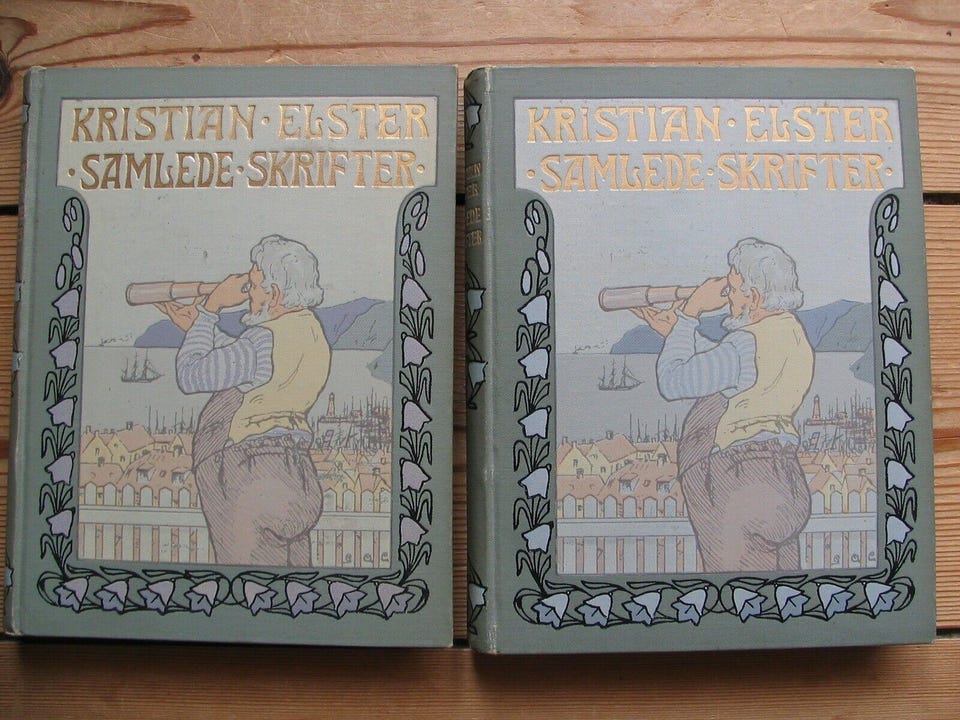 KRISTIAN · ELSTER
· SAMLEDE · SKRIFTER ·
KRISTIAN · ELSTER
· SAMLEDE · SKRIFTER ·